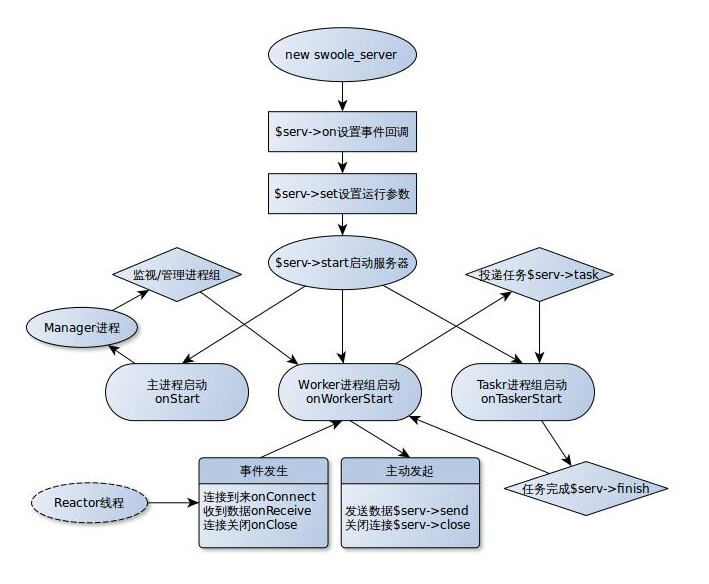 new swoole_server
$serv->on设置事件回调
$serv->set设置运行参数
$serv->start启动服务器
监视/管理进程组
投递任务$serv->task
Manager进程
主进程启动
onStart
Worker进程组启动
onWorkerStart
Taskr进程组启动
onTaskerStart
事件发生
连接到来onConnect
收到数据onReceive
连接关闭onClose
主动发起
发送数据$serv->send
关闭连接$serv->close
任务完成$serv->finish
Reactor线程